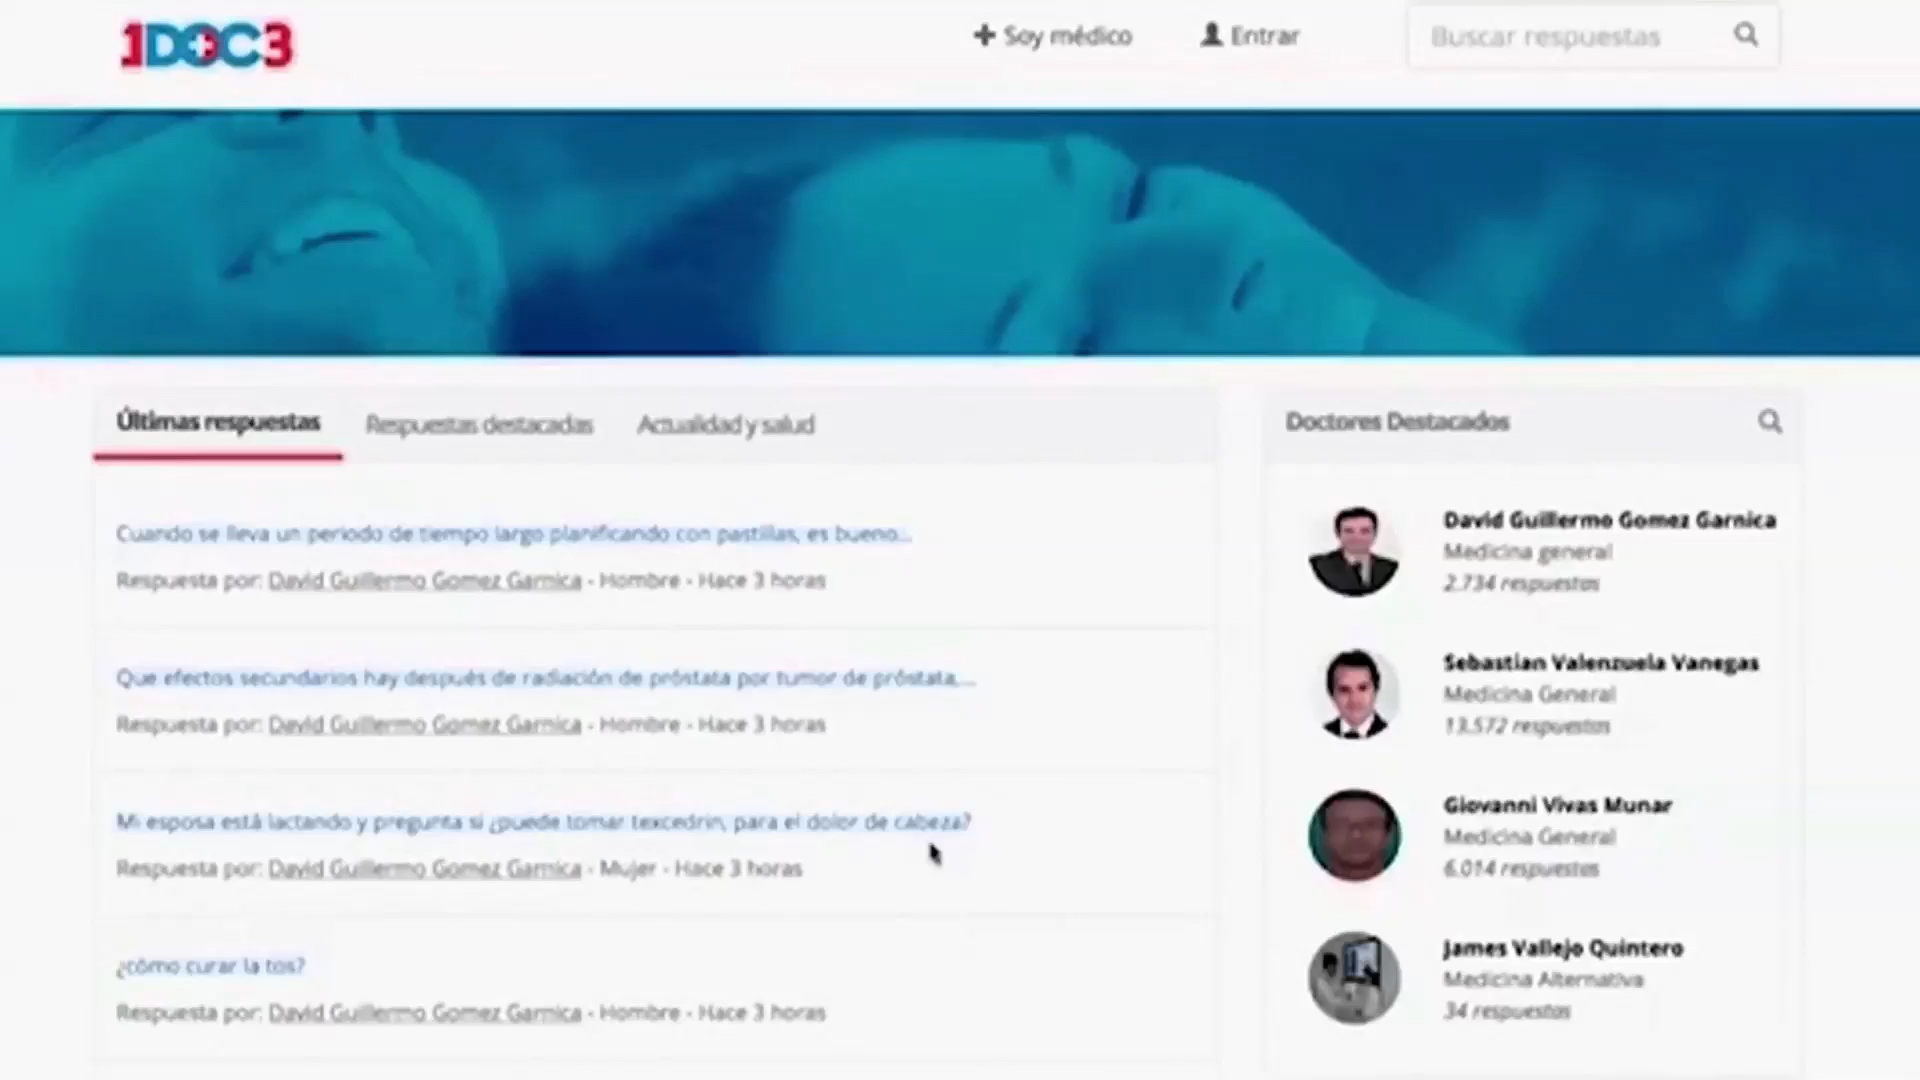 1DOC3
Soy médico
Entrar
Buscar respuestas
Últimas respuestas
Respuestas destacadas
Actualidad y salud
Cuando se lleva un periodo de tiempo largo planificando con pastillas, es bueno...
Respuesta por: David Guillermo Gomez Garnica - Hombre - Hace 3 horas
Que efectos secundarios hay después de radiación de próstata por tumor de próstata,...
Respuesta por: David Guillermo Gomez Garnica - Hombre - Hace 3 horas
Mi esposa está lactando y pregunta si ¿puede tomar texcedrin, para el dolor de cabeza?
Respuesta por: David Guillermo Gomez Garnica - Mujer - Hace 3 horas
¿cómo curar la tos?
Respuesta por: David Guillermo Gomez Garnica - Hombre - Hace 3 horas
Doctores Destacados
David Guillermo Gomez Garnica
Medicina general
2.734 respuestas
Sebastian Valenzuela Vanegas
Medicina General
13.572 respuestas
Giovanni Vivas Munar
Medicina General
6.014 respuestas
James Vallejo Quintero
Medicina Alternativa
34 respuestas